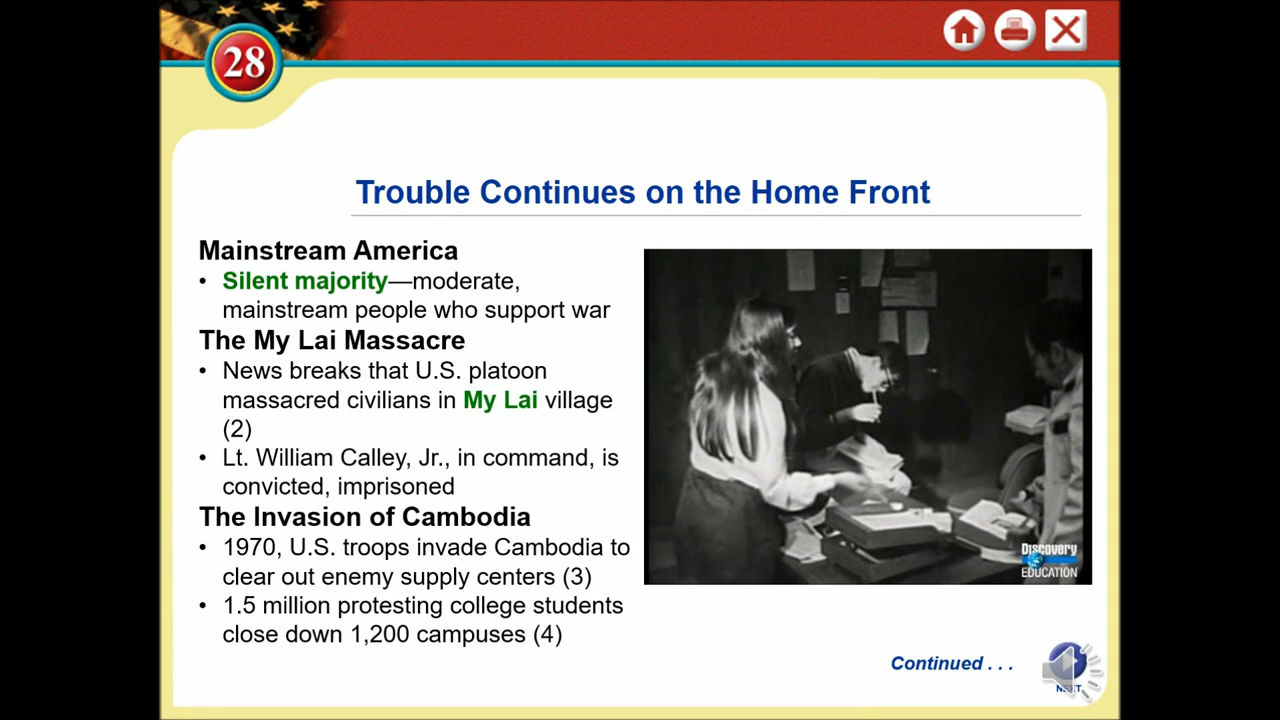 28
Trouble Continues on the Home Front
Mainstream America
• Silent majority—moderate,
mainstream people who support war
The My Lai Massacre
• News breaks that U.S. platoon
massacred civilians in My Lai village
(2)
• Lt. William Calley, Jr., in command, is
convicted, imprisoned
The Invasion of Cambodia
• 1970, U.S. troops invade Cambodia to
clear out enemy supply centers (3)
• 1.5 million protesting college students
close down 1,200 campuses (4)
Discovery
EDUCATION
Continued . . .
NEXT